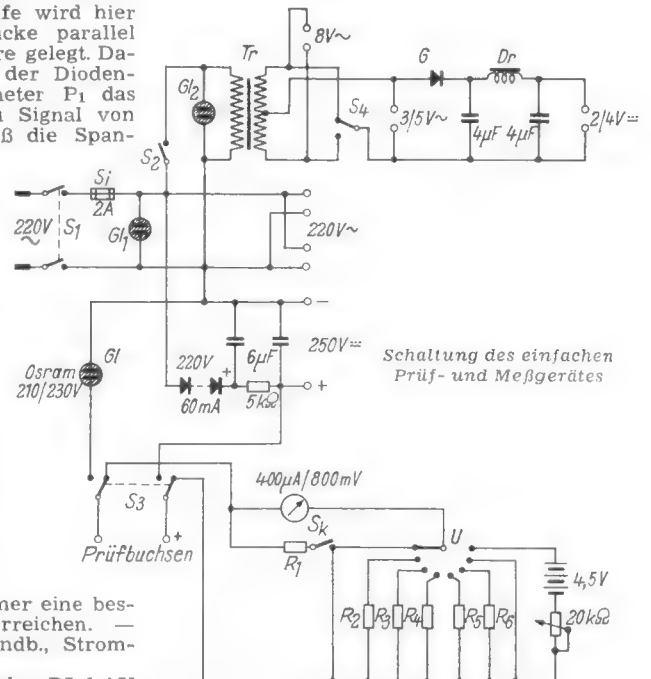 fe wird hier
cke parallel
re gelegt. Da-
der Dioden-
neter P1 das
Signal von
ß die Span-
8V~
Tr
Gl2
G
Dr
S4
3/5V~
4µF
4µF
2/4V=
S2
Si
2A
220V
~
S1
Gl1
220V~
−
250V=
+
6µF
220V
+
60mA
5kΩ
Gl
Osram
210/230V
Schaltung des einfachen
Prüf- und Meßgerätes
S3
+
Prüfbuchsen
400µA/800mV
Sk
R1
U
4,5V
R2
R3
R4
R5
R6
20kΩ
mer eine bes-
rreichen. —
ndb., Strom-